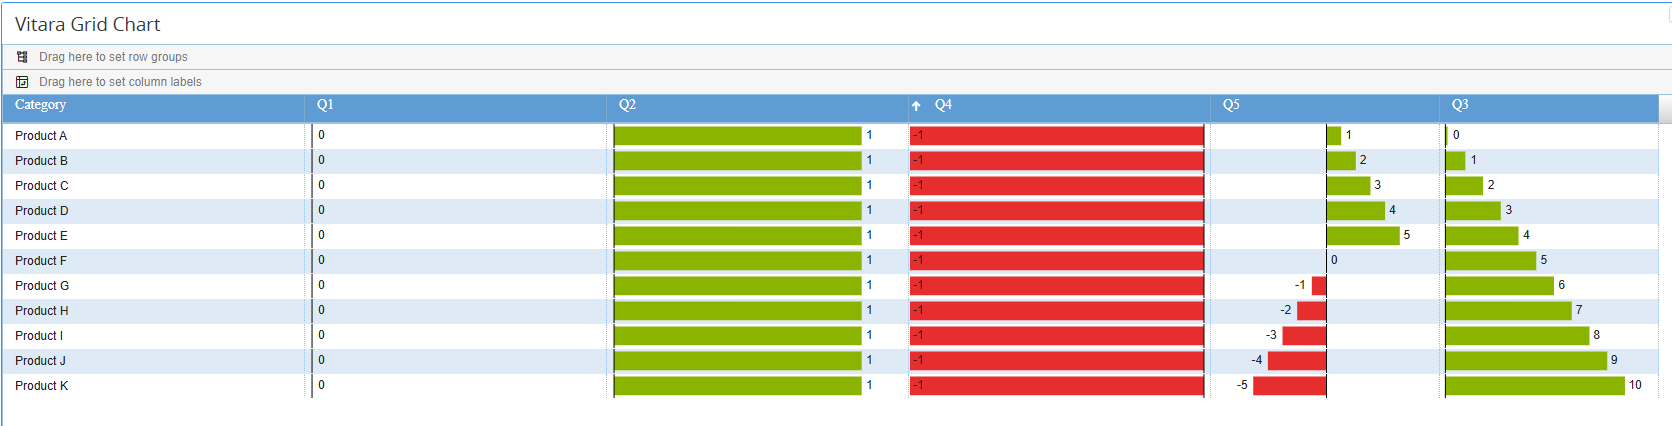 Vitara Grid Chart
Drag here to set row groups
Drag here to set column labels
Category Q1 Q2 Q4 Q5 Q3
Product A 0 1 -1 1 0
Product B 0 1 -1 2 1
Product C 0 1 -1 3 2
Product D 0 1 -1 4 3
Product E 0 1 -1 5 4
Product F 0 1 -1 0 5
Product G 0 1 -1 -1 6
Product H 0 1 -1 -2 7
Product I 0 1 -1 -3 8
Product J 0 1 -1 -4 9
Product K 0 1 -1 -5 10